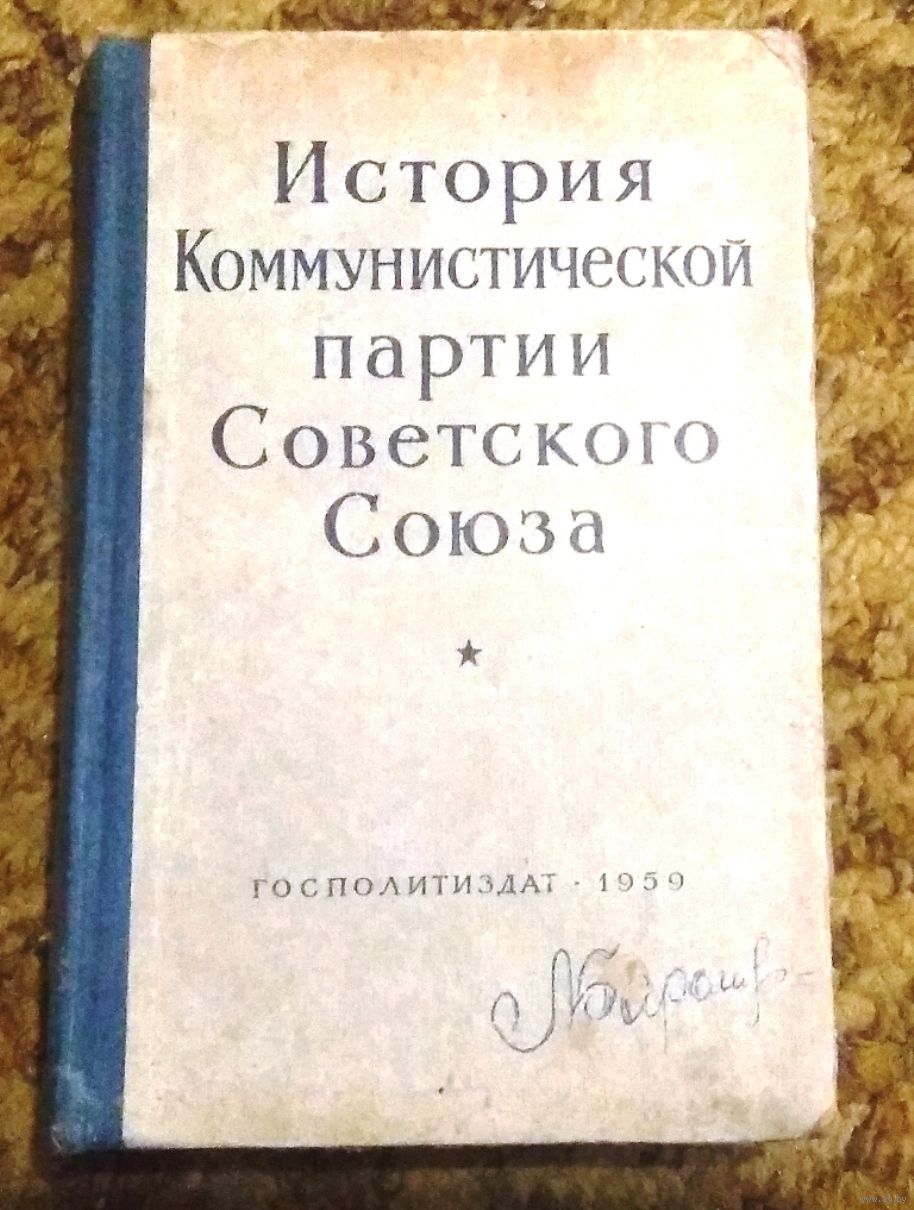 История
Коммунистической
партии
Советского
Союза
ГОСПОЛИТИЗДАТ · 1959